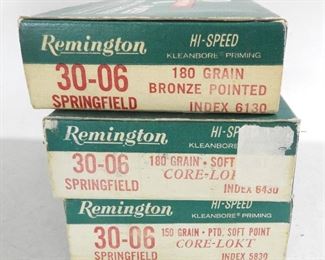 Remington HI-SPEED
KLEANBORE PRIMING
30-06 180 GRAIN
BRONZE POINTED
SPRINGFIELD INDEX 6130
Remington HI-SPEED
30-06 180 GRAIN • SOFT
SPRINGFIELD INDEX 6430
Remington HI-SPEED
KLEANBORE PRIMING
30-06 150 GRAIN • PTD. SOFT POINT
CORE-LOKT
SPRINGFIELD INDEX 5830